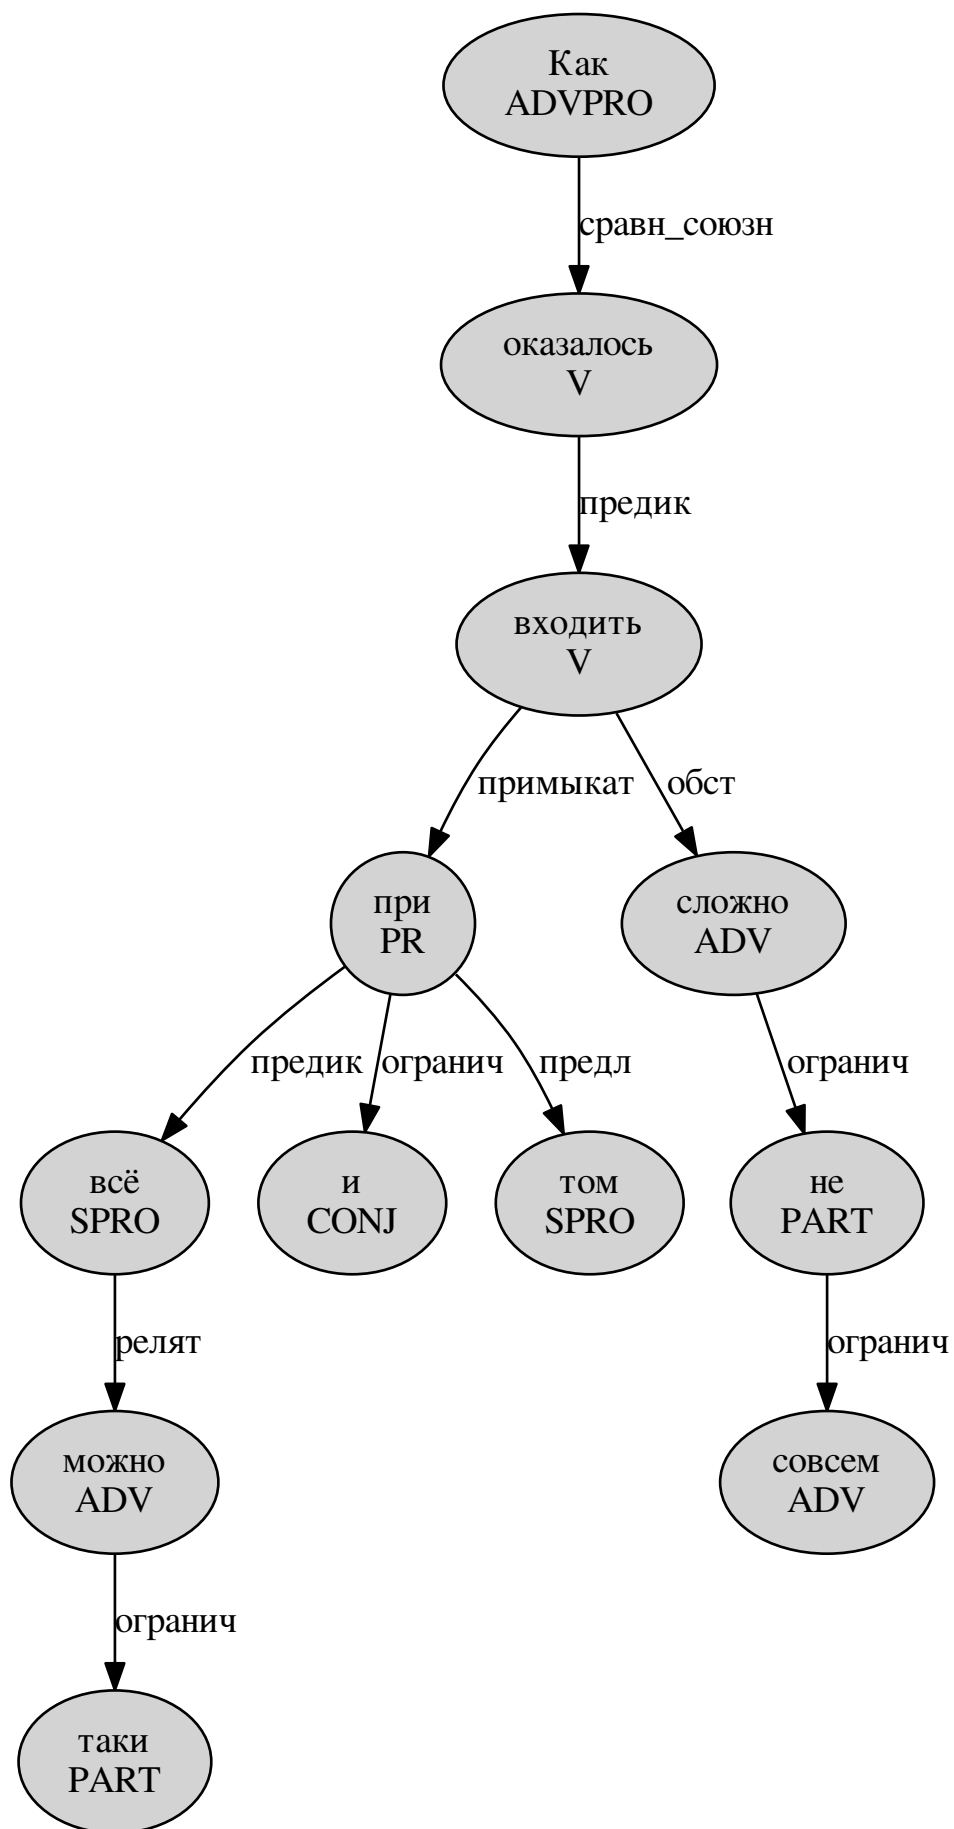 Как
ADVPRO
сравн_союзн
оказалось
V
предик
входить
V
примыкат
обст
при
PR
сложно
ADV
предик
огранич
предл
огранич
всё
SPRO
и
CONJ
том
SPRO
не
PART
релят
огранич
можно
ADV
совсем
ADV
огранич
таки
PART